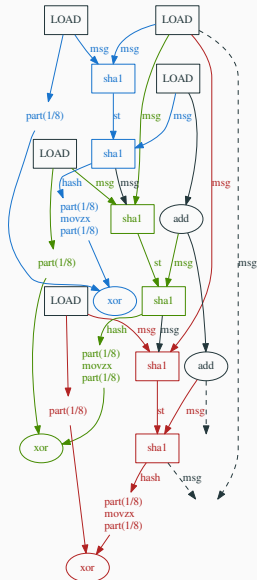 LOAD
LOAD
msg
msg
sha1
LOAD
part(1/8)
msg
st
msg
msg
LOAD
sha1
hash
msg
msg
msg
part(1/8)
movzx
part(1/8)
sha1
add
part(1/8)
st
msg
msg
LOAD
xor
sha1
hash
msg
msg
part(1/8)
movzx
part(1/8)
sha1
add
part(1/8)
st
msg
xor
sha1
hash
msg
part(1/8)
movzx
part(1/8)
xor